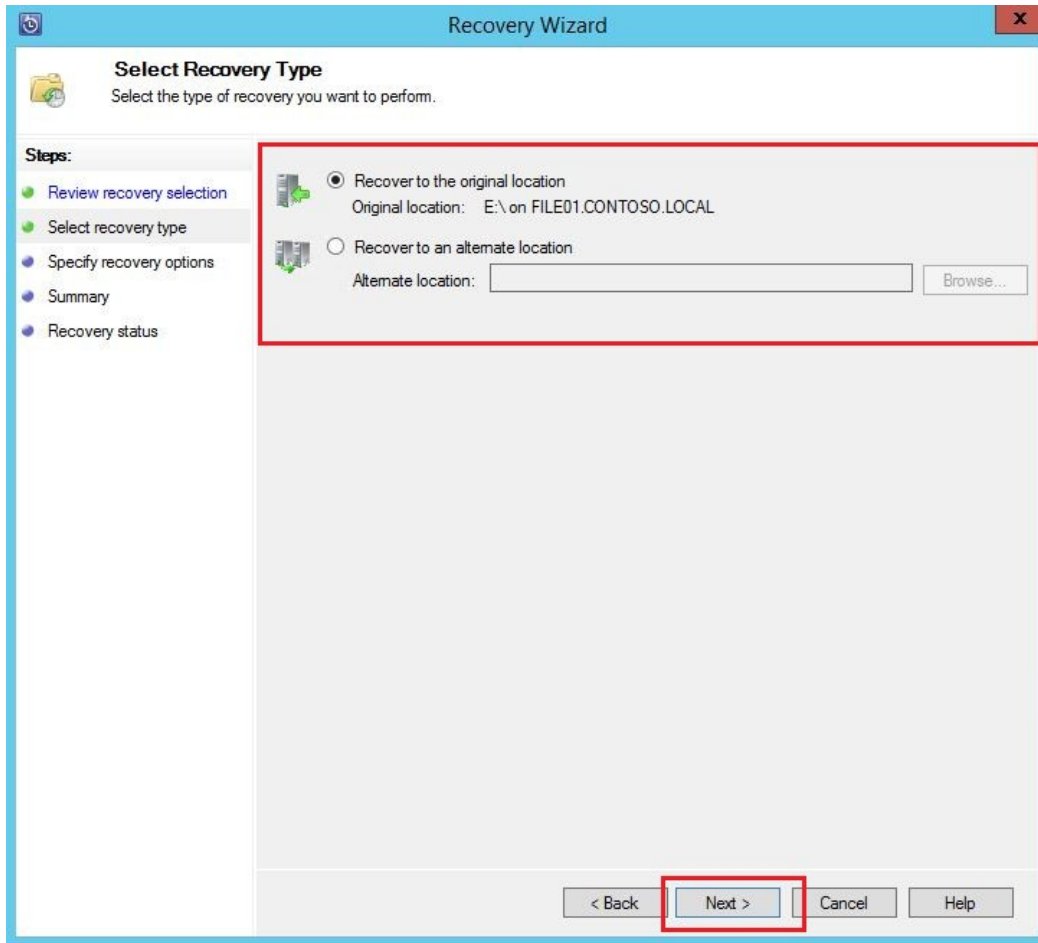 Recovery Wizard
x
Select Recovery Type
Select the type of recovery you want to perform.
Steps:
Review recovery selection
Select recovery type
Specify recovery options
Summary
Recovery status
Recover to the original location
Original location: E:\ on FILE01.CONTOSO.LOCAL
Recover to an alternate location
Alternate location:
Browse...
< Back
Next >
Cancel
Help